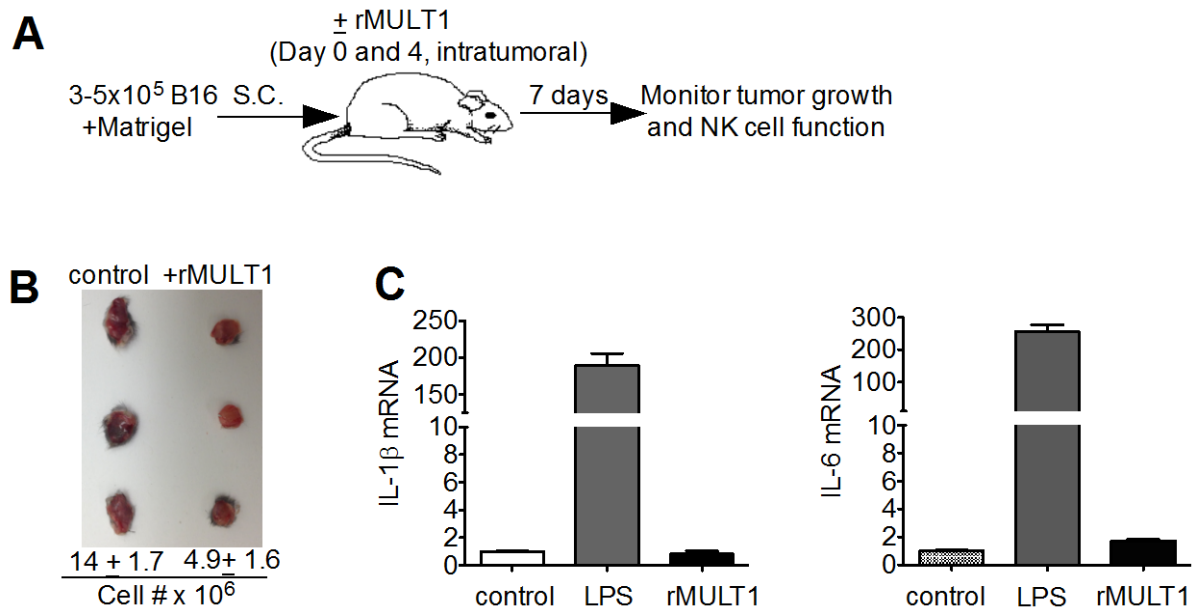 A
± rMULT1
(Day 0 and 4, intratumoral)
3-5x10⁵ B16
+Matrigel
S.C.
7 days
Monitor tumor growth
and NK cell function
B
control +rMULT1
14 ± 1.7 4.9± 1.6
Cell # x 10⁶
C
IL-1β mRNA
250
200
150
100
10
8
6
4
2
0
control LPS rMULT1
IL-6 mRNA
300
200
100
10
8
6
4
2
0
control LPS rMULT1